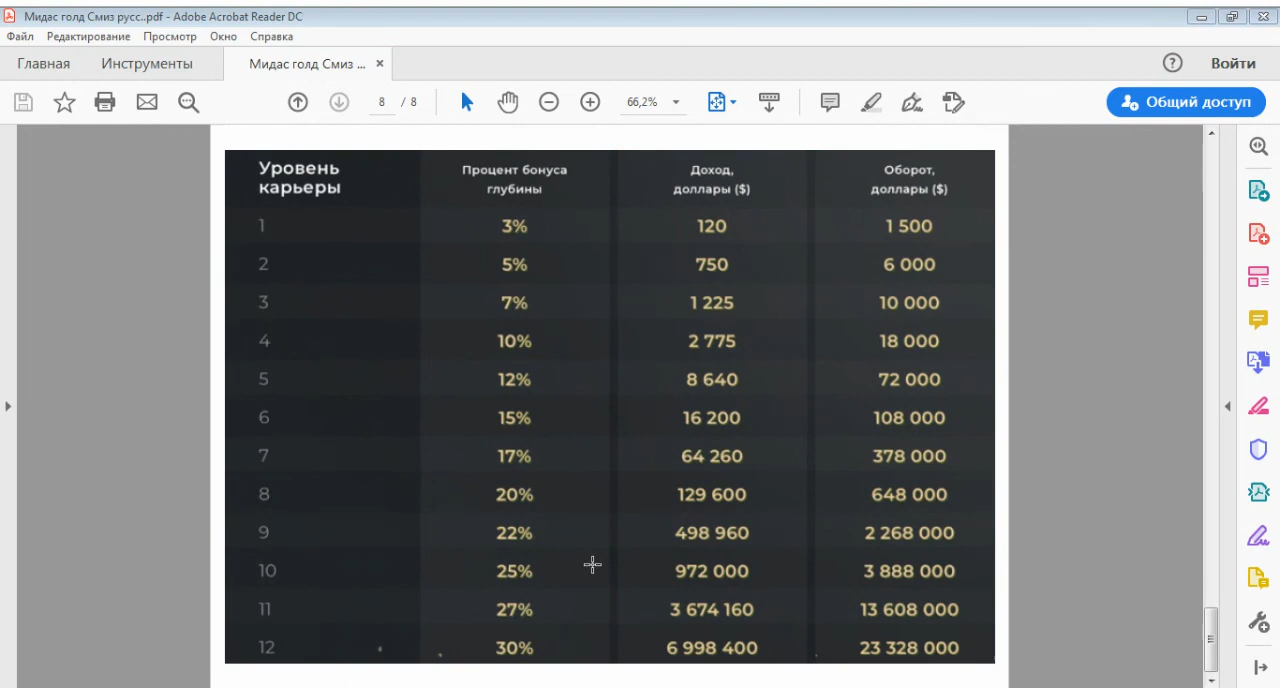 Мидас голд Смиз русс..pdf - Adobe Acrobat Reader DC
Файл Редактирование Просмотр Окно Справка
Главная Инструменты Мидас голд Смиз ... × Войти
8 / 8 66,2% Общий доступ
Уровень карьеры Процент бонуса глубины Доход, доллары ($) Оборот, доллары ($)
1 3% 120 1 500
2 5% 750 6 000
3 7% 1 225 10 000
4 10% 2 775 18 000
5 12% 8 640 72 000
6 15% 16 200 108 000
7 17% 64 260 378 000
8 20% 129 600 648 000
9 22% 498 960 2 268 000
10 25% 972 000 3 888 000
11 27% 3 674 160 13 608 000
12 30% 6 998 400 23 328 000